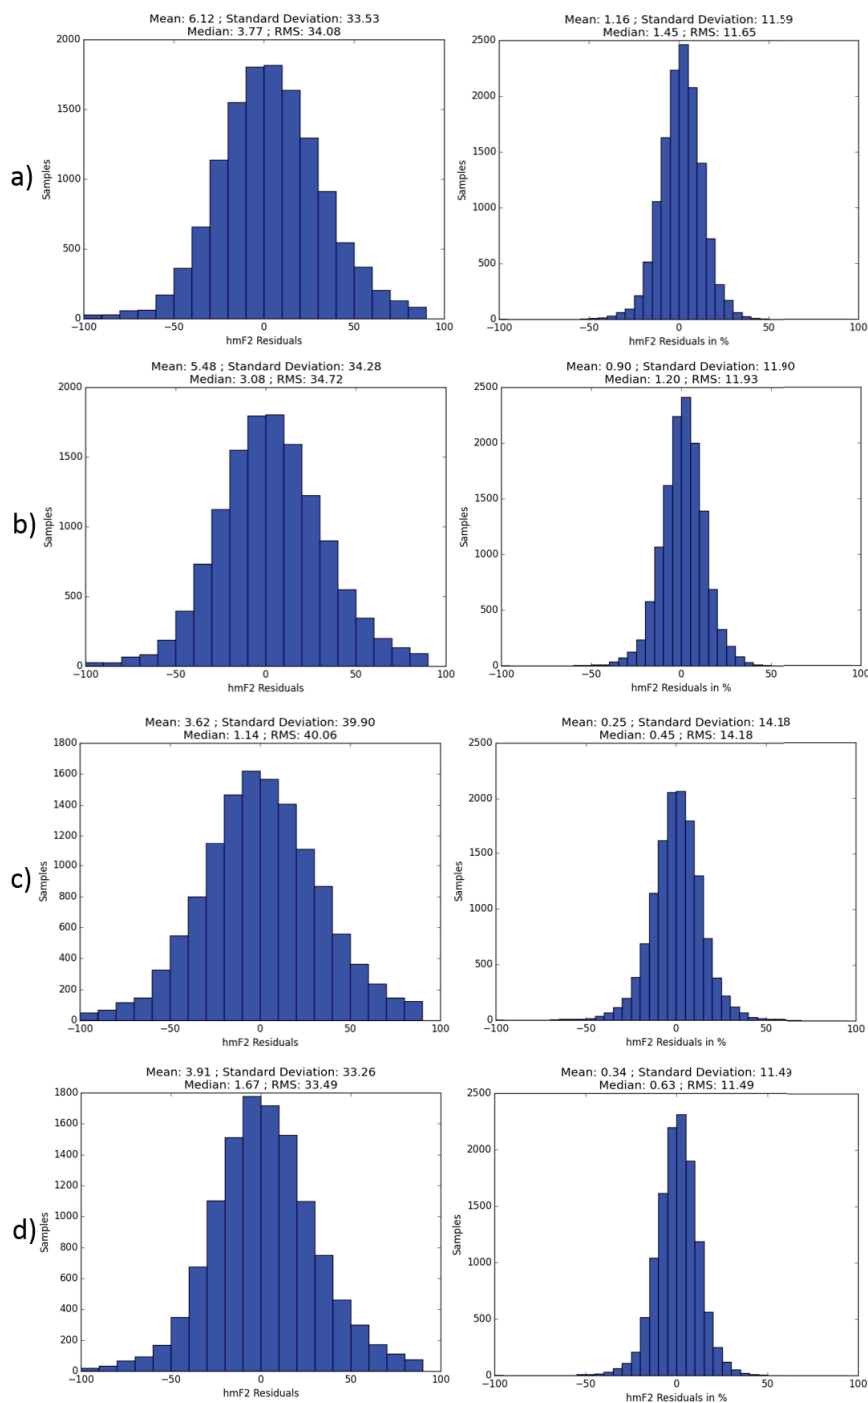 Mean: 6.12 ; Standard Deviation: 33.53
Median: 3.77 ; RMS: 34.08
2000
1500
1000
500
0
Samples
−100
−50
0
50
100
hmF2 Residuals
Mean: 1.16 ; Standard Deviation: 11.59
Median: 1.45 ; RMS: 11.65
2500
2000
1500
1000
500
0
Samples
−100
−50
0
50
100
hmF2 Residuals in %
a)
Mean: 5.48 ; Standard Deviation: 34.28
Median: 3.08 ; RMS: 34.72
2000
1500
1000
500
0
Samples
−100
−50
0
50
100
hmF2 Residuals
Mean: 0.90 ; Standard Deviation: 11.90
Median: 1.20 ; RMS: 11.93
2500
2000
1500
1000
500
0
Samples
−100
−50
0
50
100
hmF2 Residuals in %
b)
Mean: 3.62 ; Standard Deviation: 39.90
Median: 1.14 ; RMS: 40.06
1800
1600
1400
1200
1000
800
600
400
200
0
Samples
−100
−50
0
50
100
hmF2 Residuals
Mean: 0.25 ; Standard Deviation: 14.18
Median: 0.45 ; RMS: 14.18
2500
2000
1500
1000
500
0
Samples
−100
−50
0
50
100
hmF2 Residuals in %
c)
Mean: 3.91 ; Standard Deviation: 33.26
Median: 1.67 ; RMS: 33.49
1800
1600
1400
1200
1000
800
600
400
200
0
Samples
−100
−50
0
50
100
hmF2 Residuals
Mean: 0.34 ; Standard Deviation: 11.49
Median: 0.63 ; RMS: 11.49
2500
2000
1500
1000
500
0
Samples
−100
−50
0
50
100
hmF2 Residuals in %
d)